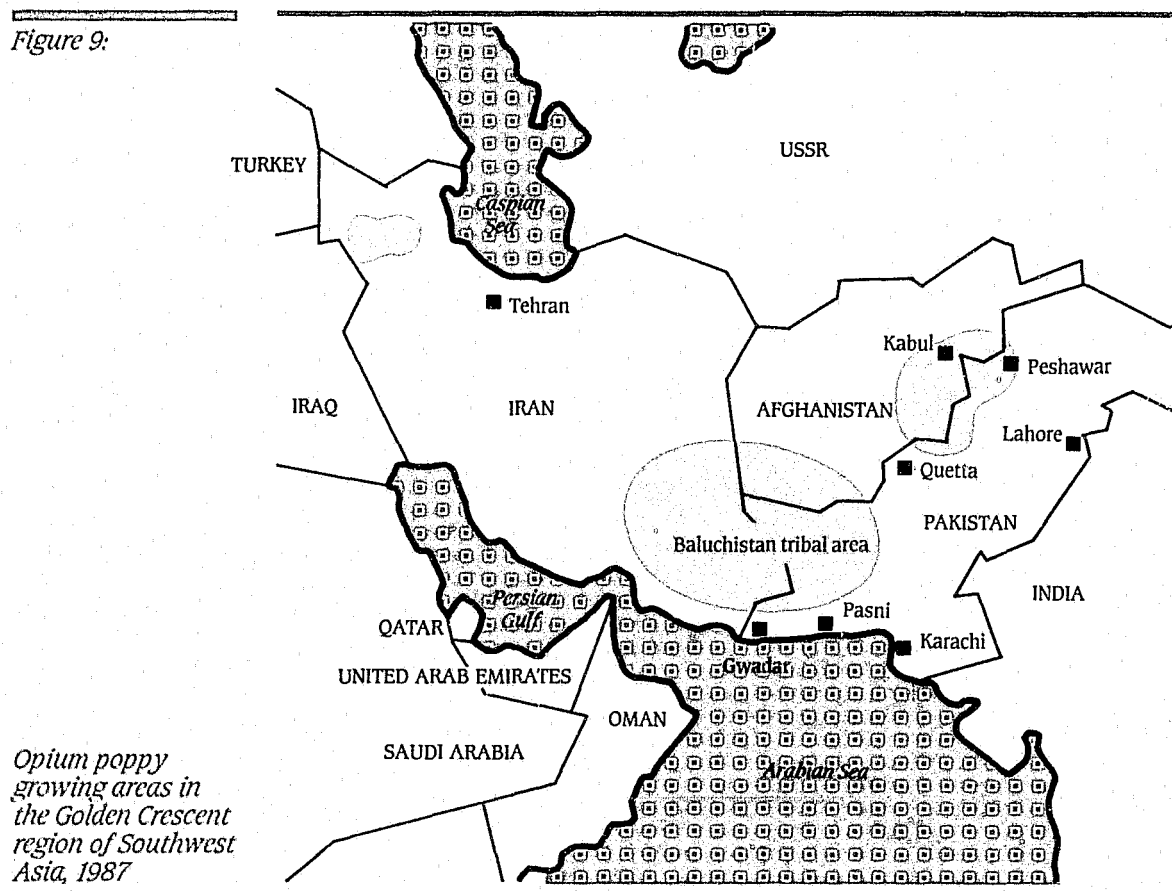 Figure 9:
TURKEY
USSR
Caspian
Sea
Tehran
Kabul
Peshawar
IRAQ
IRAN
AFGHANISTAN
Lahore
Quetta
PAKISTAN
Baluchistan tribal area
INDIA
Persian
Gulf
Pasni
QATAR
Karachi
Gwadar
UNITED ARAB EMIRATES
OMAN
SAUDI ARABIA
Arabian Sea
Opium poppy
growing areas in
the Golden Crescent
region of Southwest
Asia, 1987